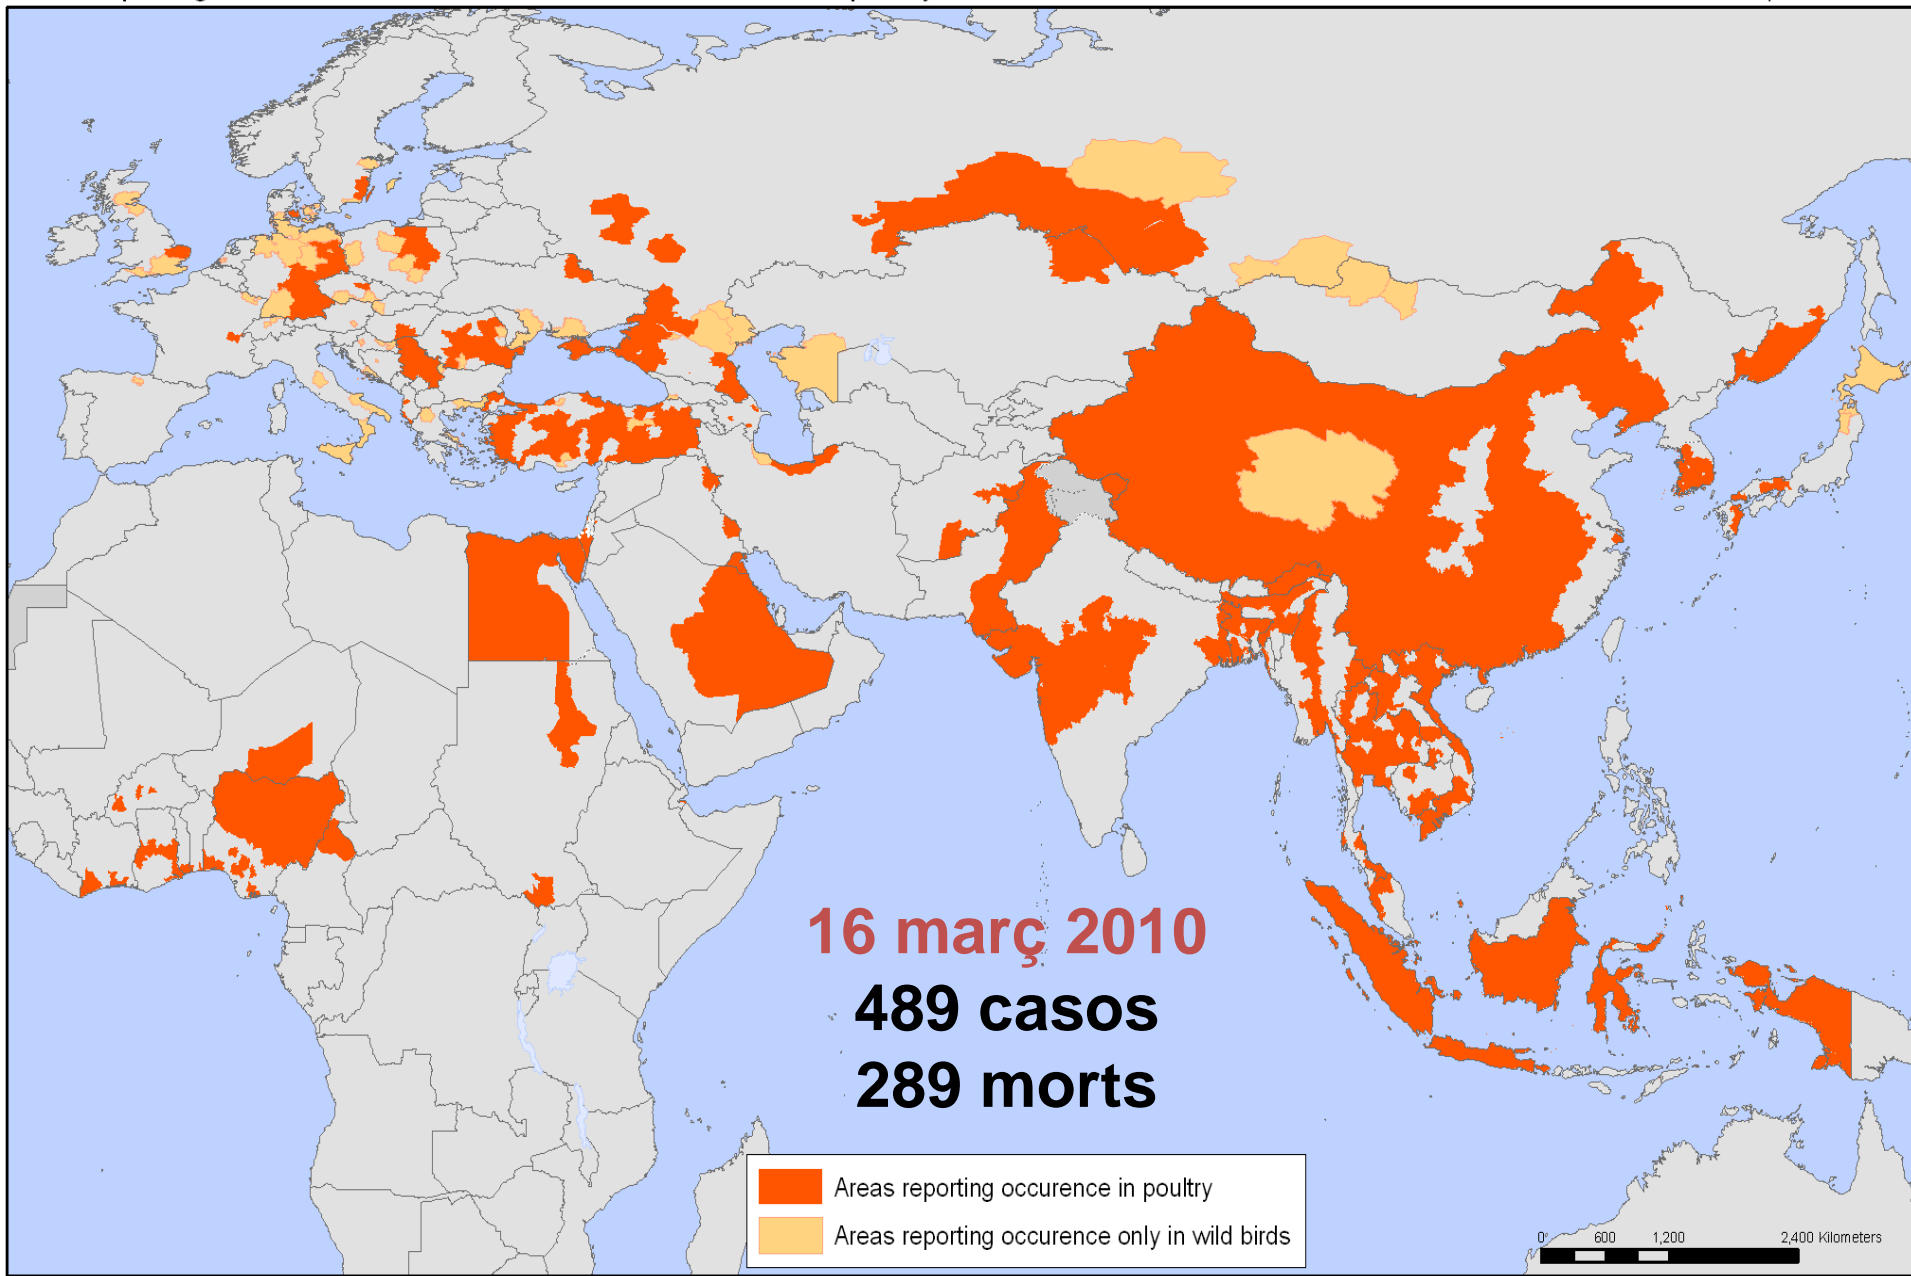 16 març 2010
489 casos
289 morts
Areas reporting occurence in poultry
Areas reporting occurence only in wild birds
0 600 1,200 2,400 Kilometers